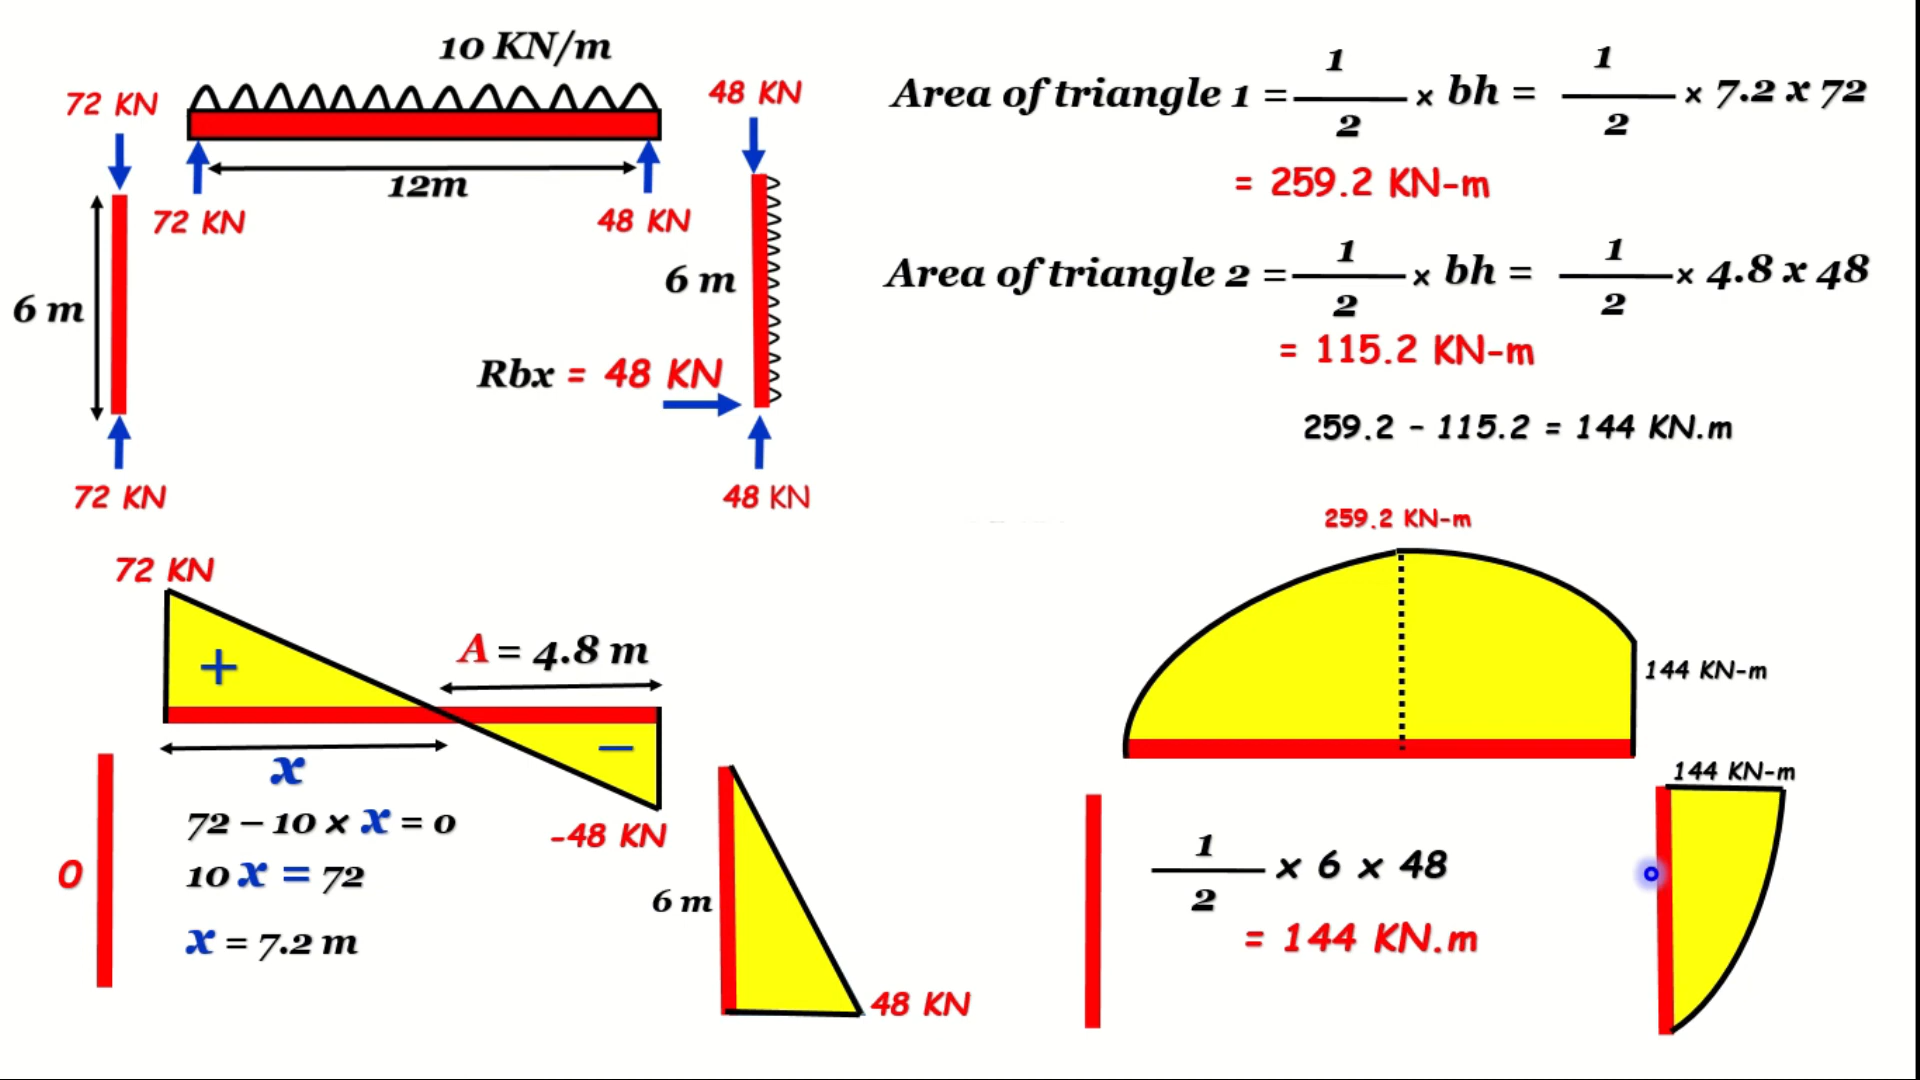 10 KN/m
72 KN
48 KN
12m
72 KN
48 KN
6 m
6 m
Rbx = 48 KN
72 KN
48 KN
Area of triangle 1 = 1/2 × bh = 1/2 × 7.2 x 72
= 259.2 KN-m
Area of triangle 2 = 1/2 × bh = 1/2 × 4.8 x 48
= 115.2 KN-m
259.2 – 115.2 = 144 KN.m
72 KN
+
A = 4.8 m
–
x
72 – 10 × x = 0
10 x = 72
x = 7.2 m
-48 KN
0
6 m
48 KN
259.2 KN-m
144 KN-m
144 KN-m
1/2 x 6 x 48
= 144 KN.m